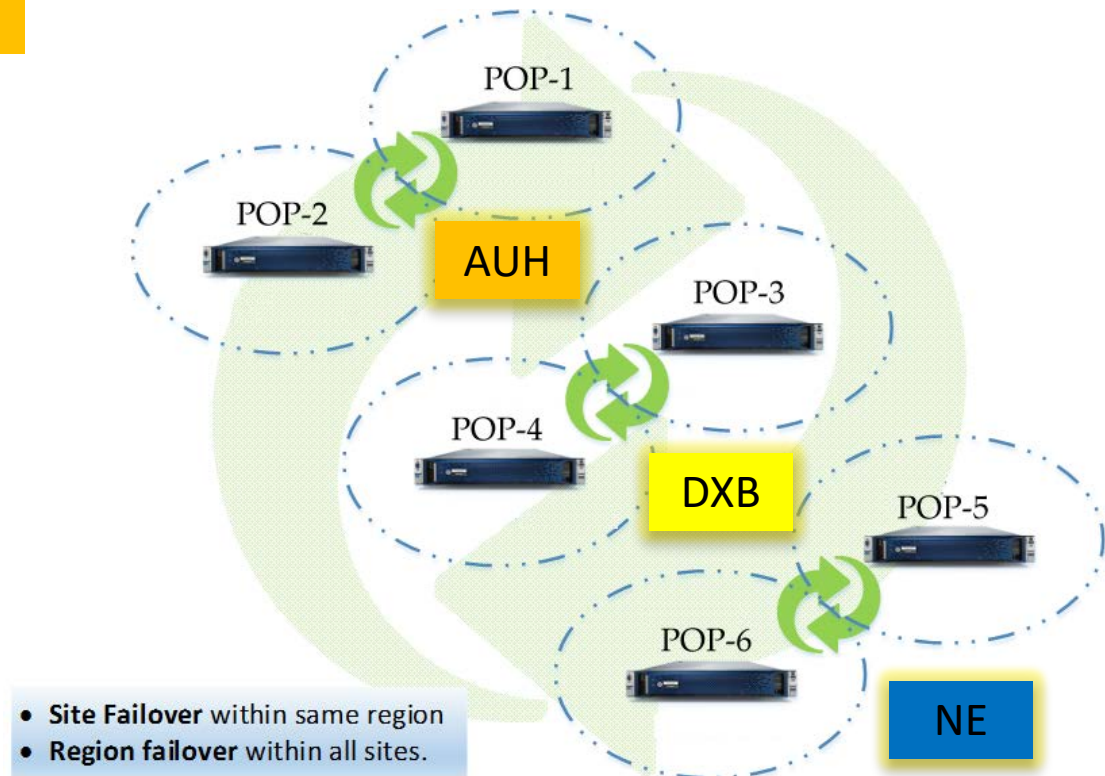 POP-1
POP-2
AUH
POP-3
POP-4
DXB
POP-5
POP-6
NE
• Site Failover within same region
• Region failover within all sites.